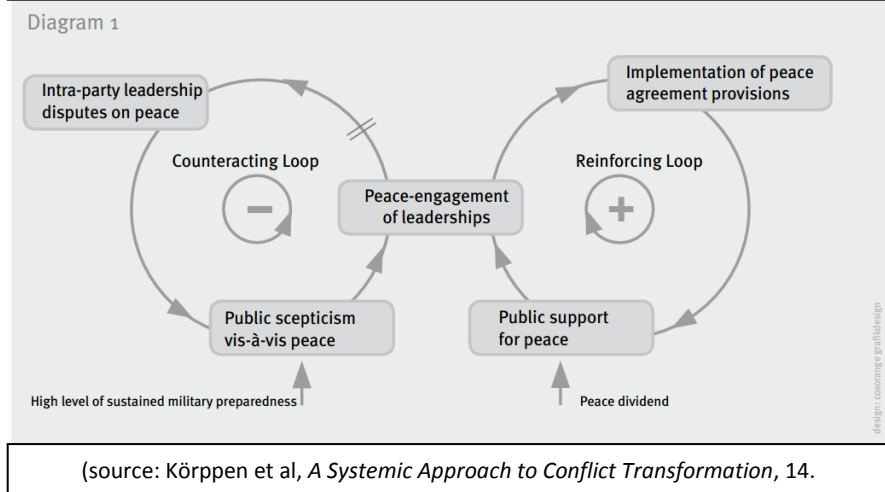 Diagram 1
Intra-party leadership
disputes on peace
Implementation of peace
agreement provisions
Counteracting Loop
Reinforcing Loop
−
+
Peace-engagement
of leaderships
Public scepticism
vis-à-vis peace
Public support
for peace
High level of sustained military preparedness
Peace dividend
design: coxorange grafikdesign
(source: Körppen et al, A Systemic Approach to Conflict Transformation, 14.